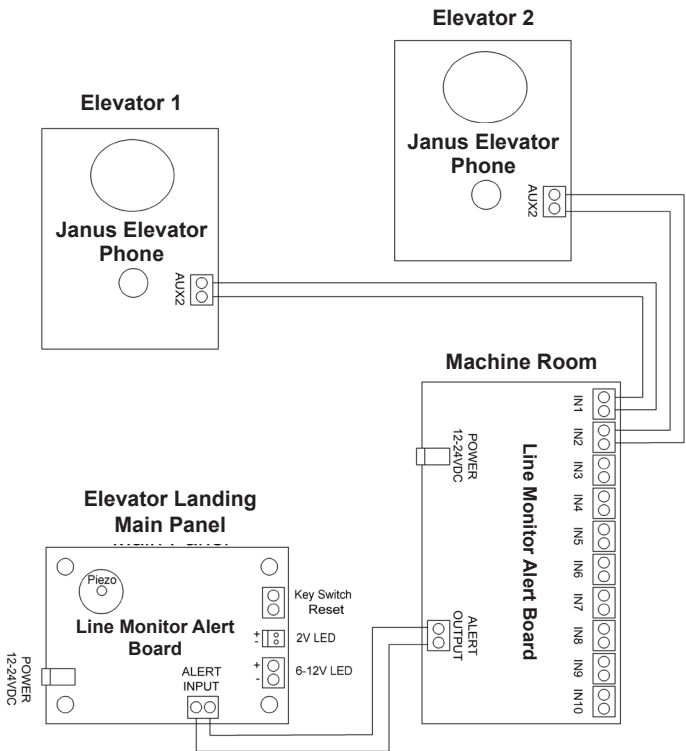 Elevator 2
Janus Elevator
Phone
AUX2
Elevator 1
Janus Elevator
Phone
AUX2
Machine Room
IN1
IN2
IN3
IN4
IN5
IN6
IN7
IN8
IN9
IN10
POWER
12-24VDC
Line Monitor Alert Board
ALERT
OUTPUT
Elevator Landing
Main Panel
Piezo
Key Switch
Reset
Line Monitor Alert
Board
+
-
2V LED
+
-
6-12V LED
ALERT
INPUT
POWER
12-24VDC